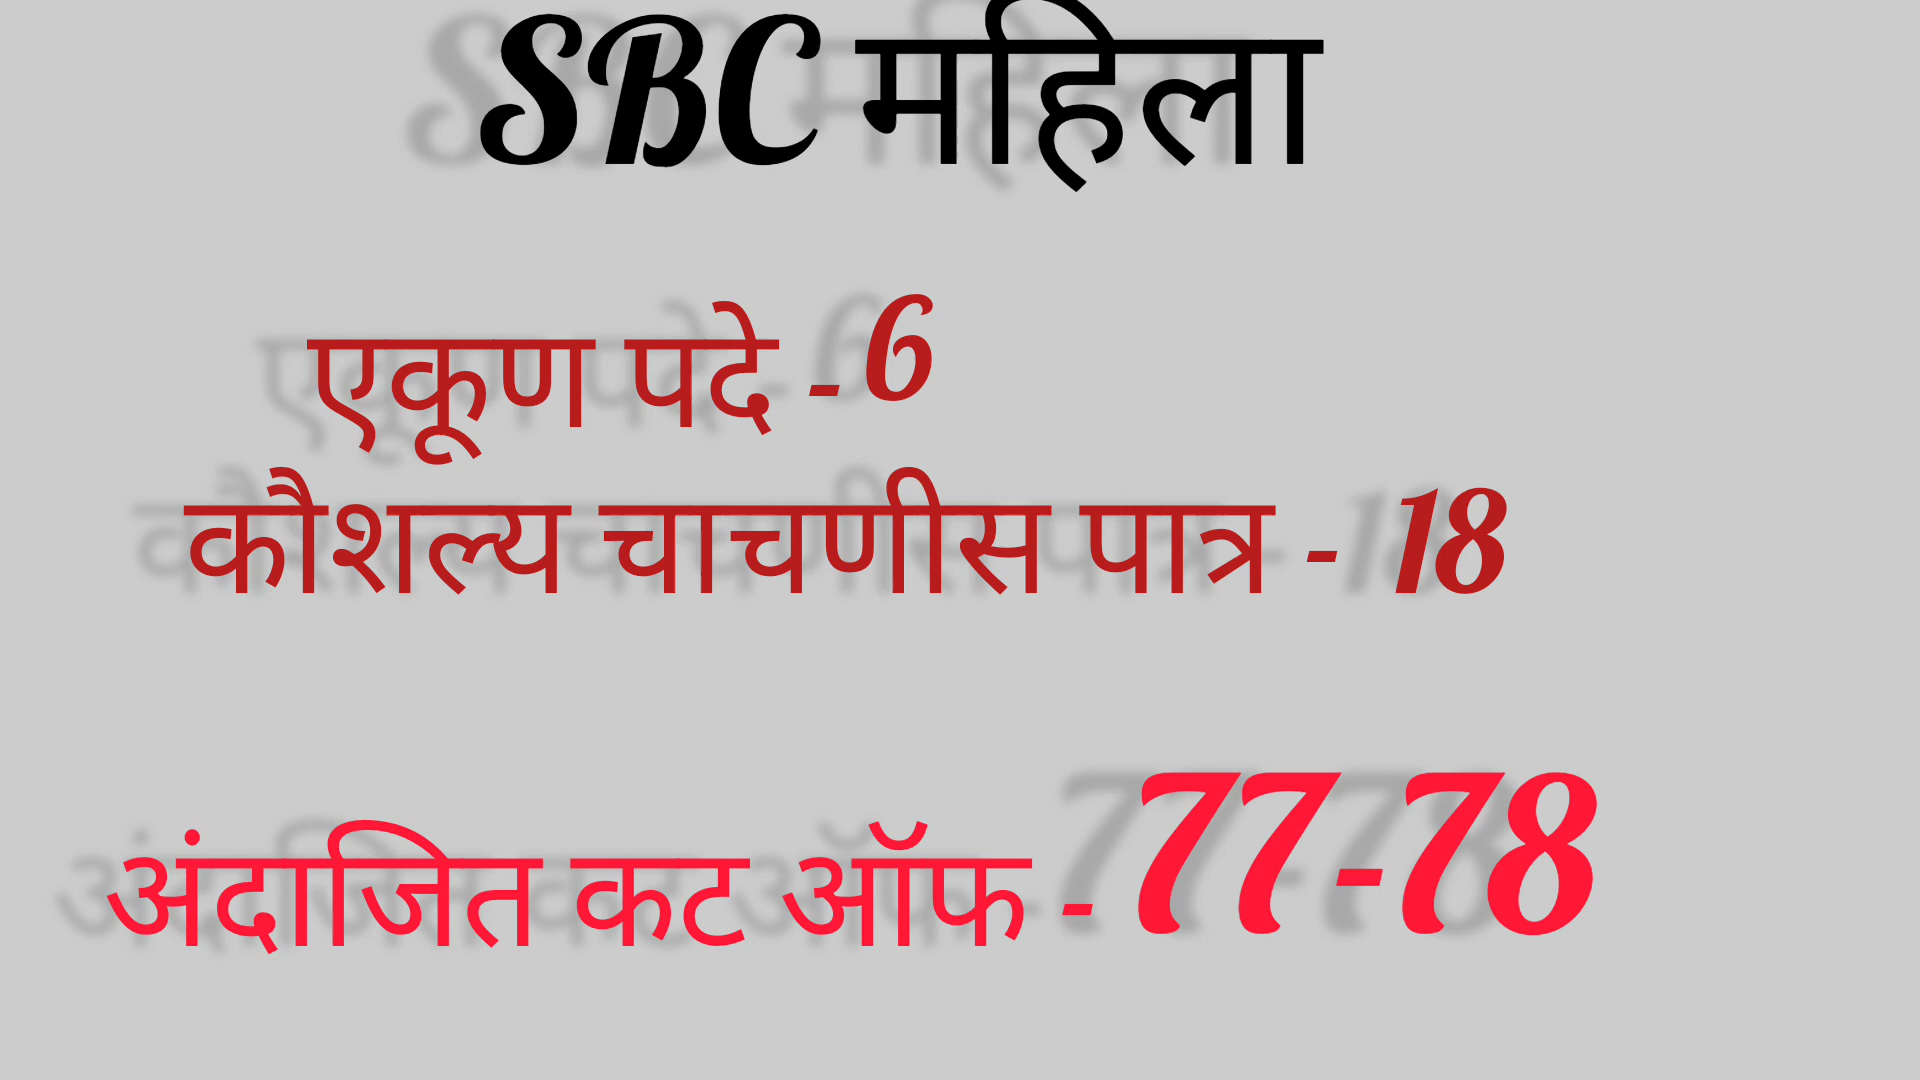 SBC महिला
एकूण पदे - 6
कौशल्य चाचणीस पात्र - 18
अंदाजित कट ऑफ - 77-78